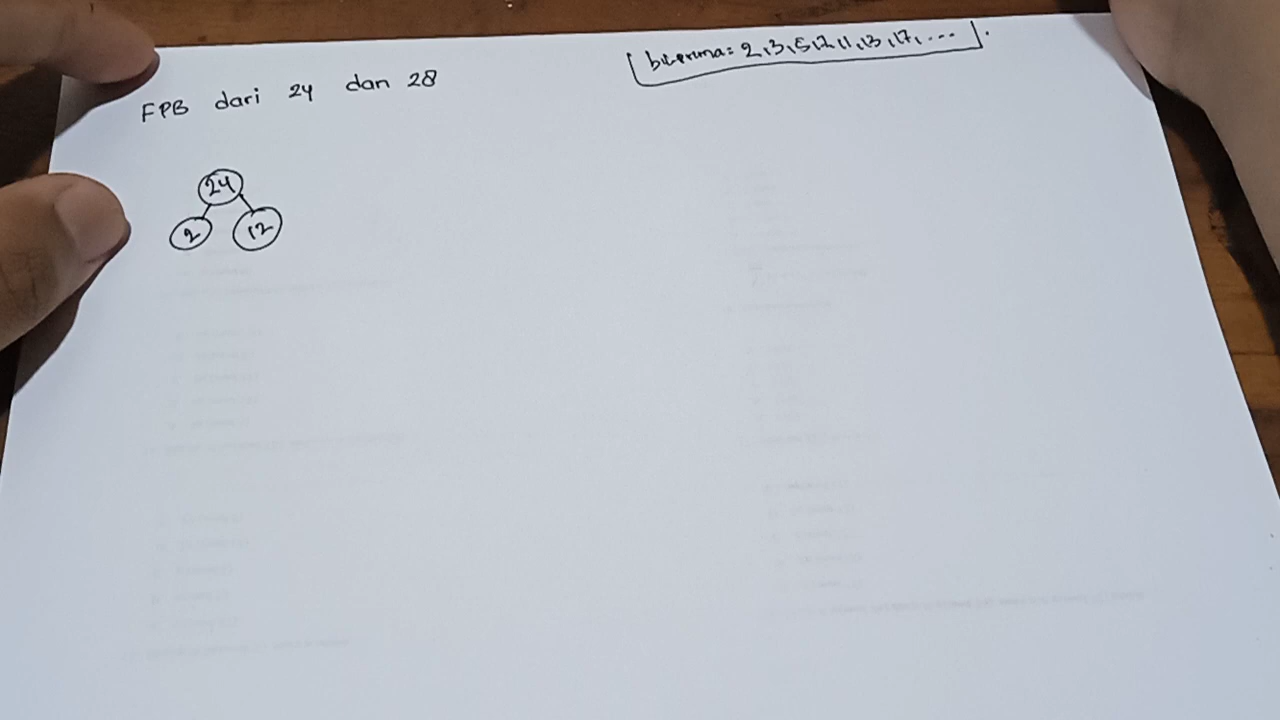 FPB dari 24 dan 28
bil.prima: 2,3,5,7,11,13,17, ....
24
2 12